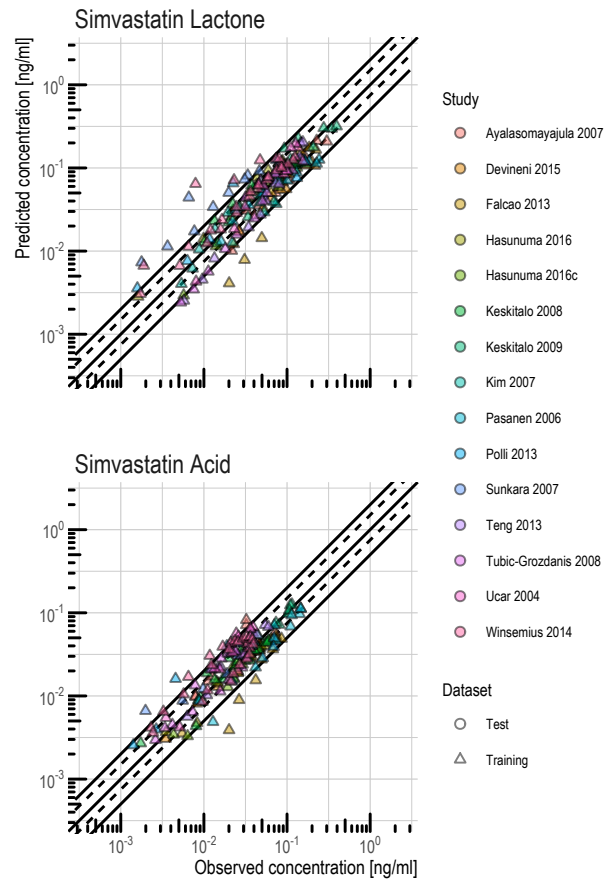 Simvastatin Lactone
Predicted concentration [ng/ml]
10⁰
10⁻¹
10⁻²
10⁻³
Simvastatin Acid
10⁰
10⁻¹
10⁻²
10⁻³
10⁻³ 10⁻² 10⁻¹ 10⁰
Observed concentration [ng/ml]
Study
Ayalasomayajula 2007
Devineni 2015
Falcao 2013
Hasunuma 2016
Hasunuma 2016c
Keskitalo 2008
Keskitalo 2009
Kim 2007
Pasanen 2006
Polli 2013
Sunkara 2007
Teng 2013
Tubic-Grozdanis 2008
Ucar 2004
Winsemius 2014
Dataset
Test
Training